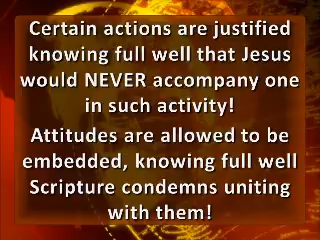 Certain actions are justified
knowing full well that Jesus
would NEVER accompany one
in such activity!
Attitudes are allowed to be
embedded, knowing full well
Scripture condemns uniting
with them!